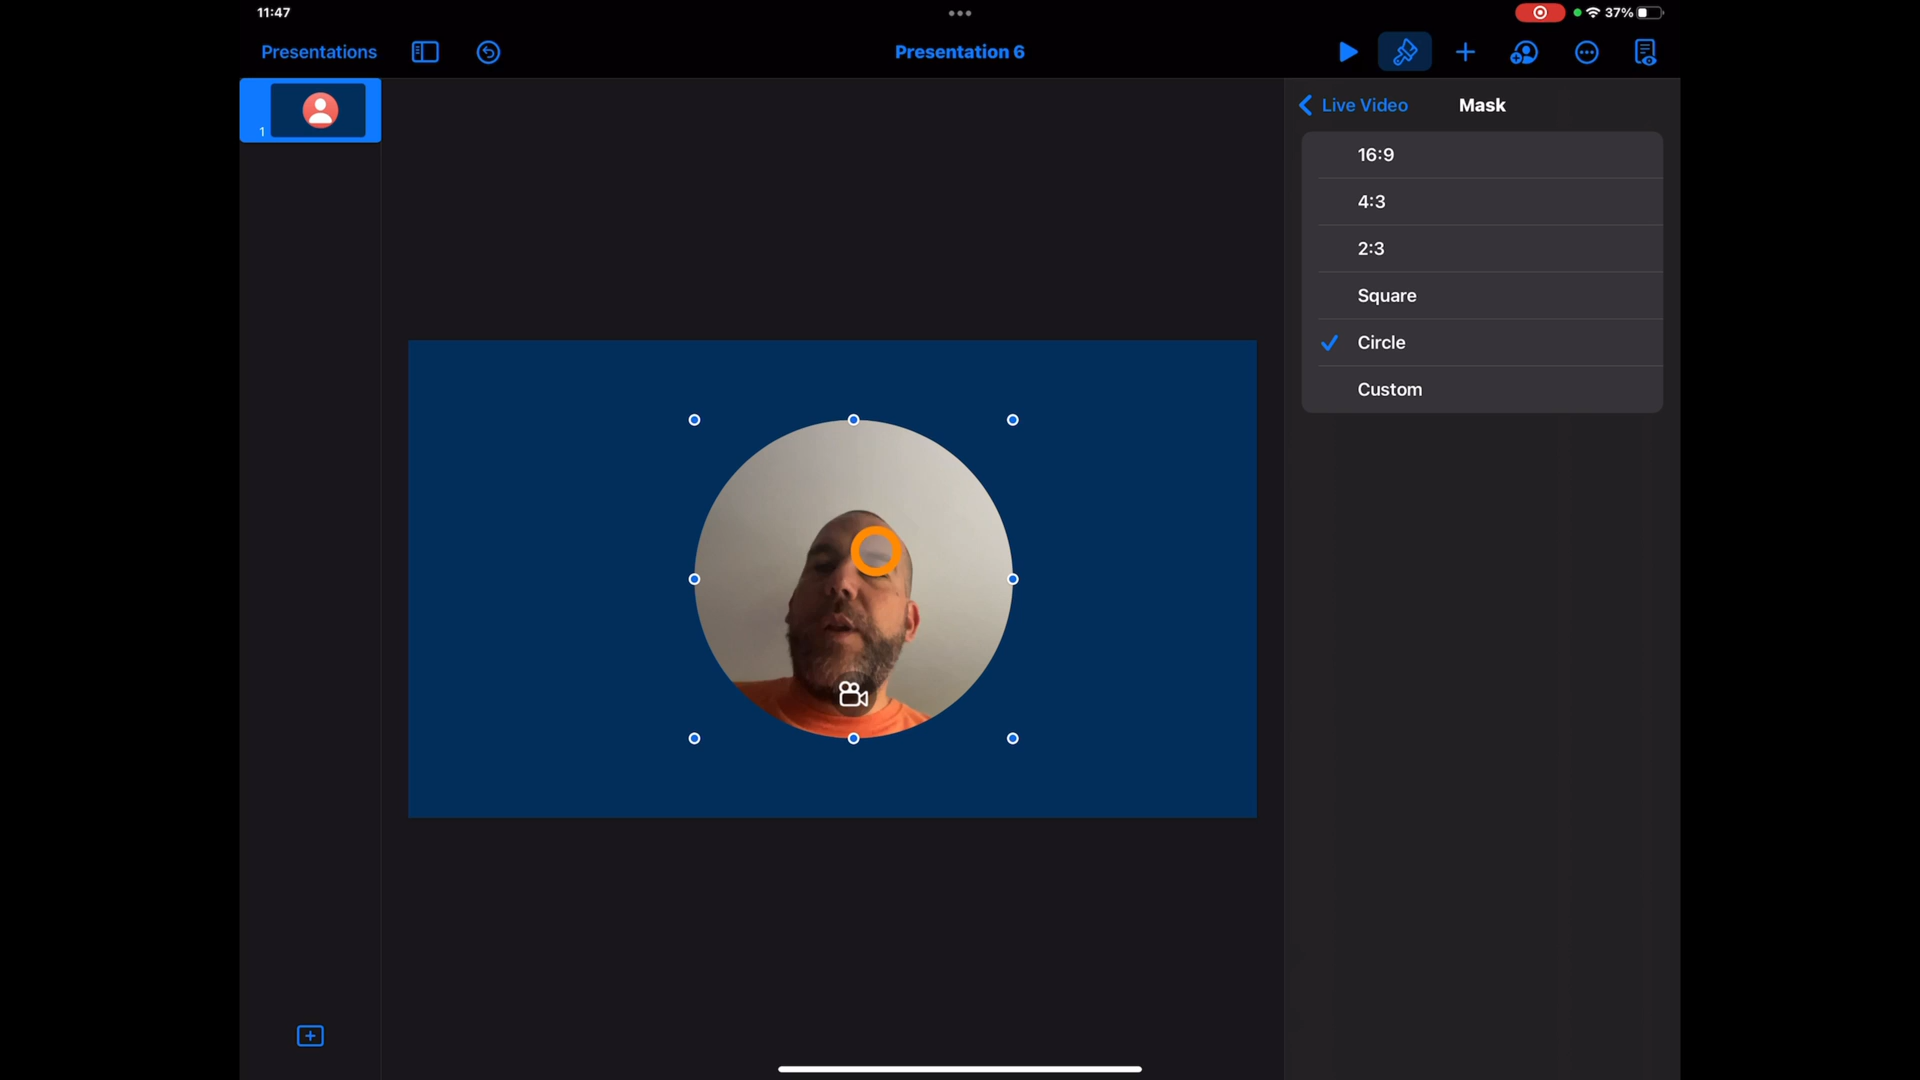 11:47
37%
Presentations
Presentation 6
1
Live Video
Mask
16:9
4:3
2:3
Square
Circle
Custom